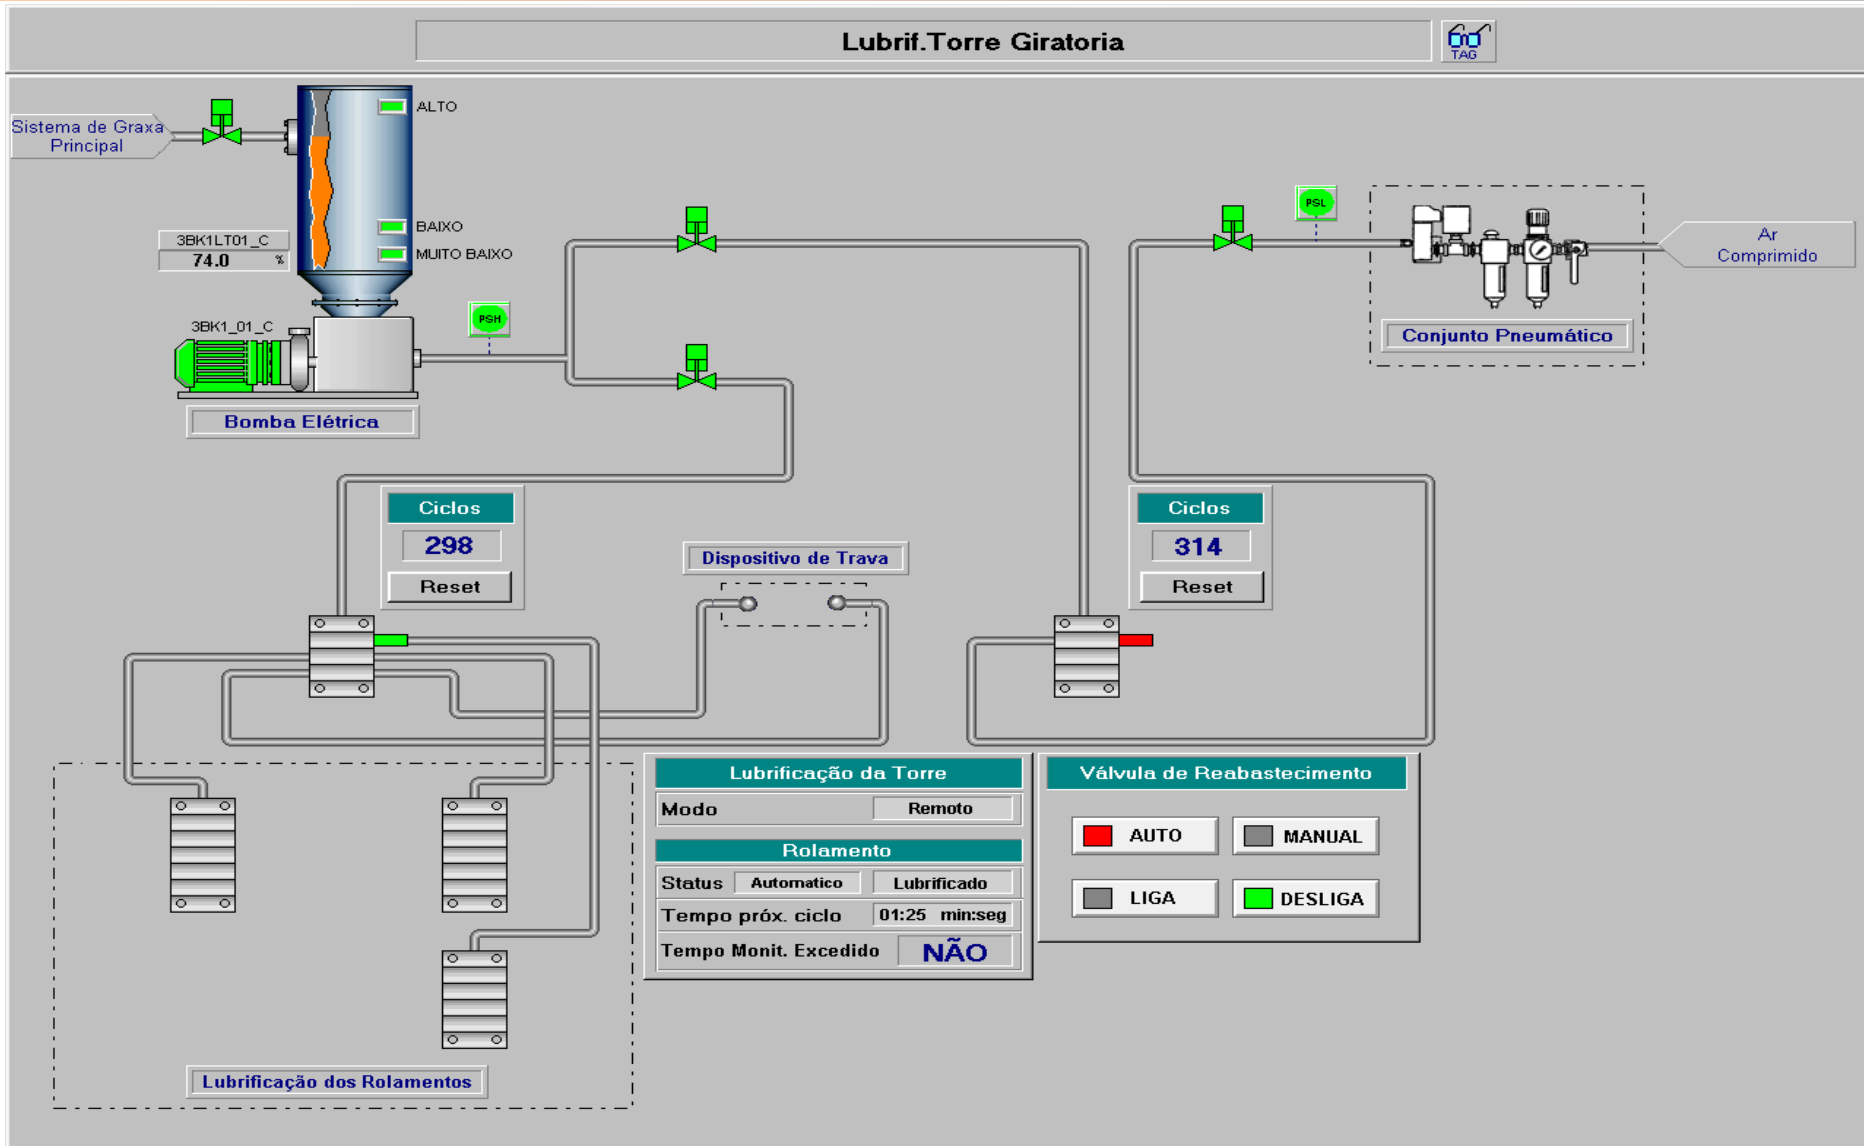 Lubrif.Torre Giratoria
TAG
Sistema de Graxa
Principal
ALTO
BAIXO
MUITO BAIXO
3BK1LT01_C
74.0 %
3BK1_01_C
Bomba Elétrica
PSH
PSL
Conjunto Pneumático
Ar
Comprimido
Ciclos
298
Reset
Dispositivo de Trava
Ciclos
314
Reset
Lubrificação da Torre
Modo Remoto
Rolamento
Status Automatico Lubrificado
Tempo próx. ciclo 01:25 min:seg
Tempo Monit. Excedido NÃO
Válvula de Reabastecimento
AUTO MANUAL
LIGA DESLIGA
Lubrificação dos Rolamentos